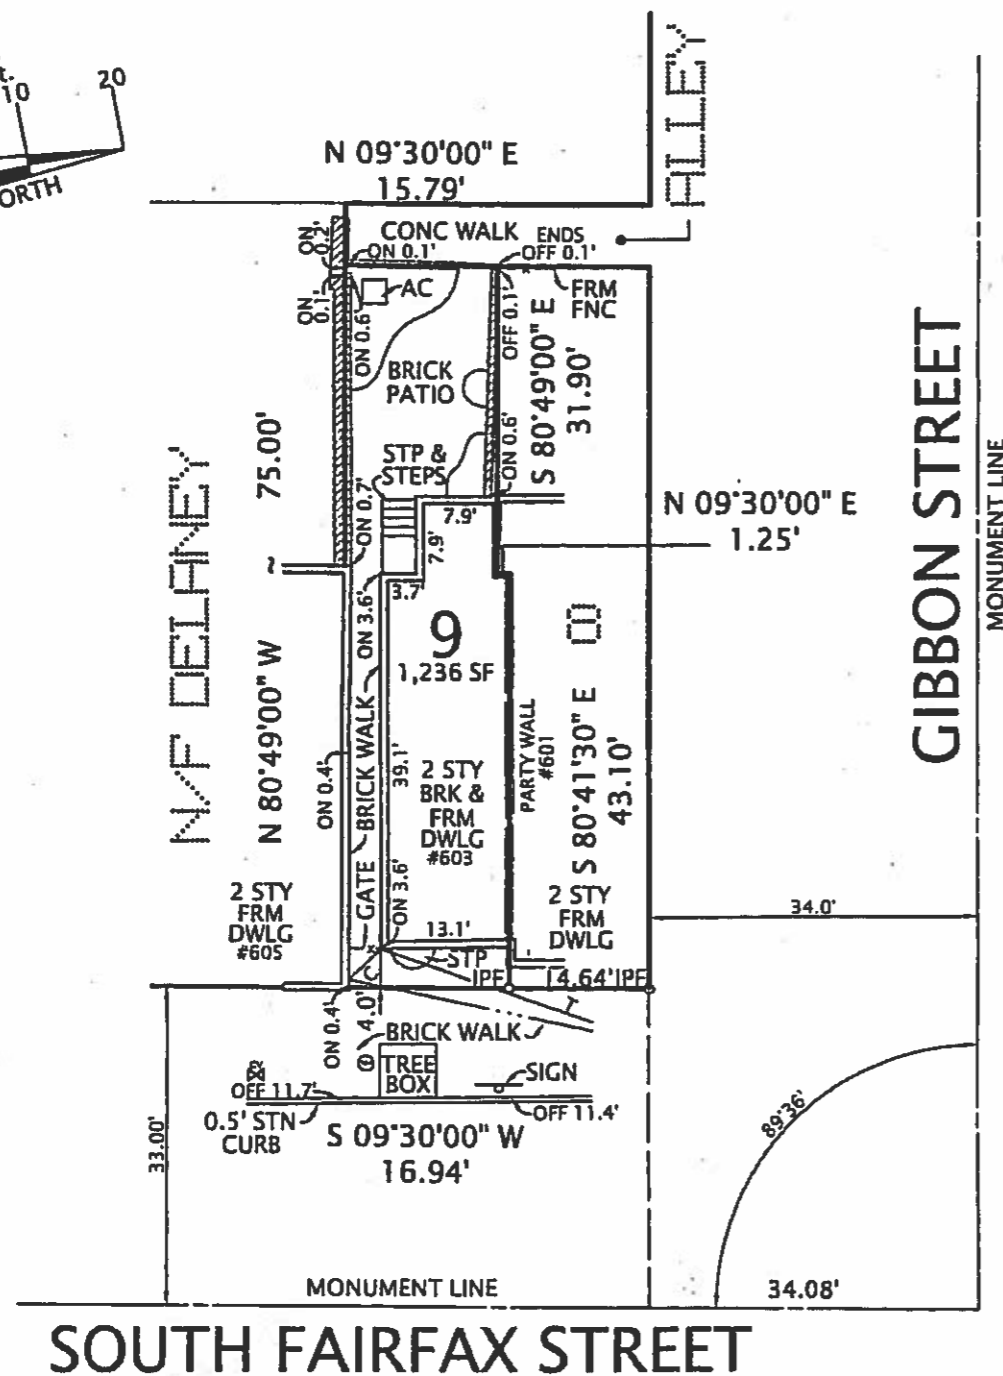 20
10
N 09°30'00" E
15.79'
ALLEY
CONC WALK
ENDS
ON 0.2'
ON 0.1'
OFF 0.1'
AC
FRM
FNC
ON 0.1'
ON 0.6'
OFF 0.1'
BRICK
PATIO
S 80°49'00" E
31.90'
75.00'
STP &
STEPS
ON 0.6'
N 09°30'00" E
1.25'
7.9'
7.9'
ON 0.7'
3.7'
ON 3.6'
9
1,236 SF
N/F DELANEY
N 80°49'00" W
GIBBON STREET
MONUMENT LINE
PARTY WALL
#601
S 80°41'30" E
43.10'
ON 0.4'
BRICK WALK
39.1'
2 STY
BRK &
FRM
DWLG
#603
GATE
ON 3.6'
2 STY
FRM
DWLG
#605
2 STY
FRM
DWLG
34.0'
13.1'
STP
IPF
14.64' IPF
ON 0.4'
4.0'
BRICK WALK
TREE
BOX
SIGN
OFF 11.7'
OFF 11.4'
0.5' STN
CURB
S 09°30'00" W
16.94'
33.00'
89°36'
MONUMENT LINE
34.08'
SOUTH FAIRFAX STREET